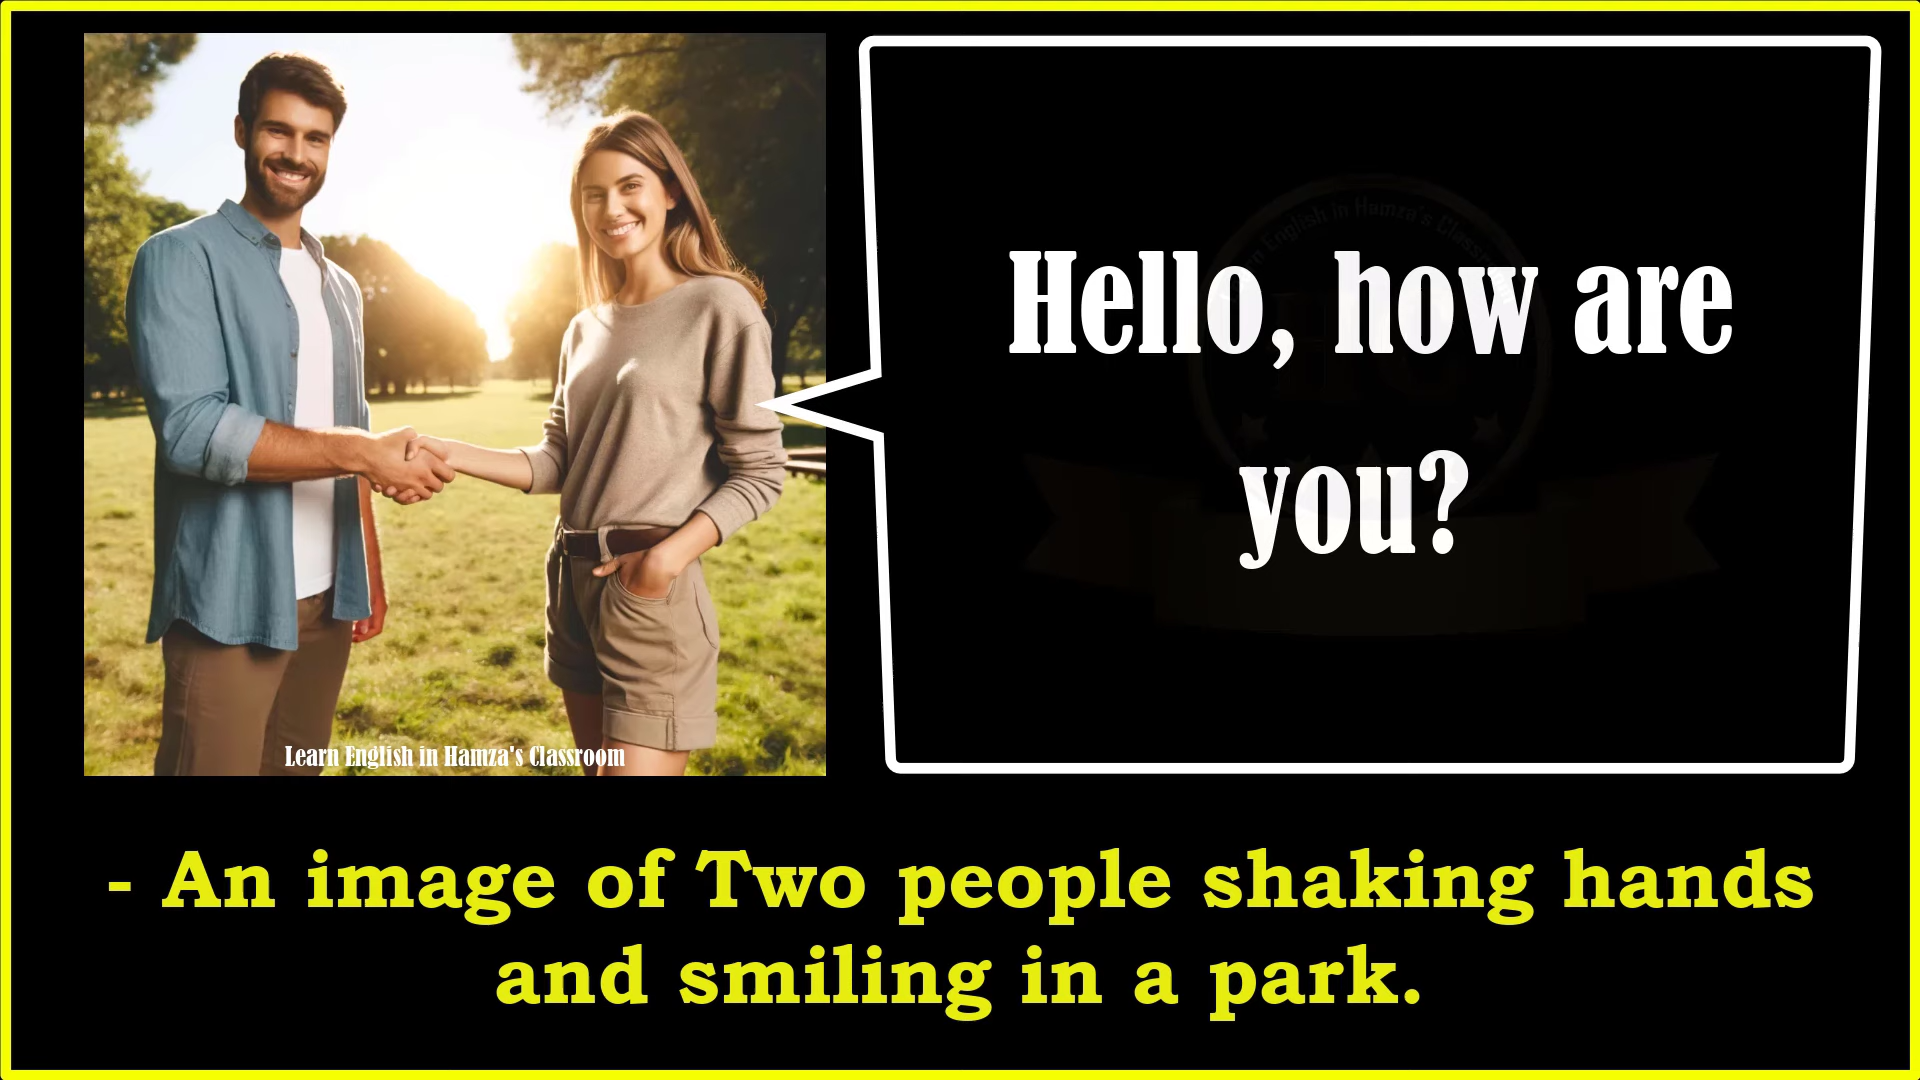 Hello, how are
you?
Learn English in Hamza's Classroom
- An image of Two people shaking hands
and smiling in a park.